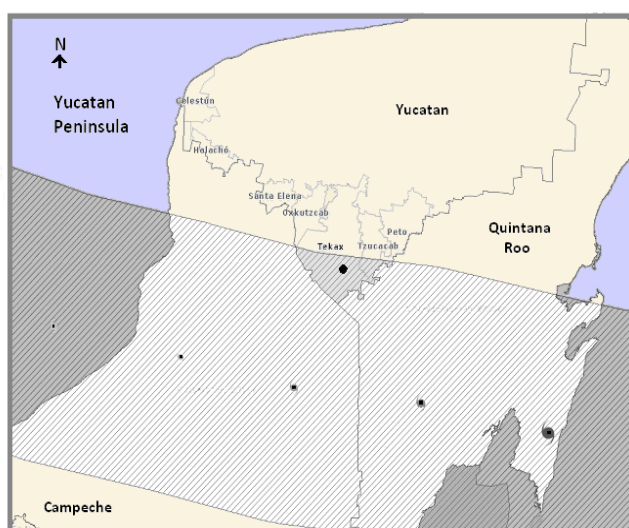 N
Yucatan
Peninsula
Celestún
Yucatan
Halachó
Santa Elena
Oxkutzcab
Peto
Tekax
Tzucacab
Quintana
Roo
Campeche